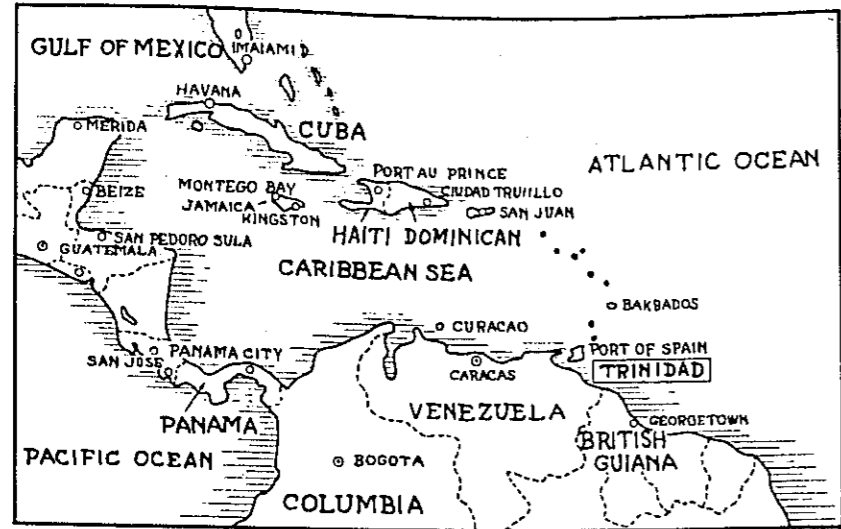 GULF OF MEXICO
IMAIAMI
HAVANA
CUBA
MERIDA
ATLANTIC OCEAN
PORT AU PRINCE
CIUDAD TRUJILLO
BEIZE
MONTEGO BAY
JAMAICA
KINGSTON
SAN JUAN
HAITI DOMINICAN
SAN PEDORO SULA
GUATEMALA
CARIBBEAN SEA
BAKBADOS
CURACAO
PORT OF SPAIN
SAN JOSE
PANAMA CITY
CARACAS
TRINIDAD
VENEZUELA
PANAMA
GEORGETOWN
BRITISH
GUIANA
PACIFIC OCEAN
BOGOTA
COLUMBIA